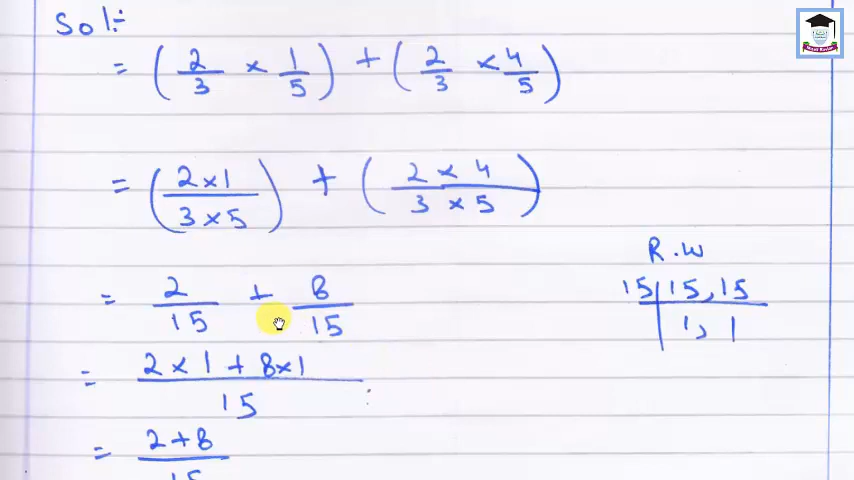 Sol:-
= (2/3 × 1/5) + (2/3 × 4/5)
= (2×1/3×5) + (2 × 4/3 × 5)
R.W
= 2/15 + 8/15
15|15,15
1, 1
= 2 × 1 + 8×1/15
= 2+8/15